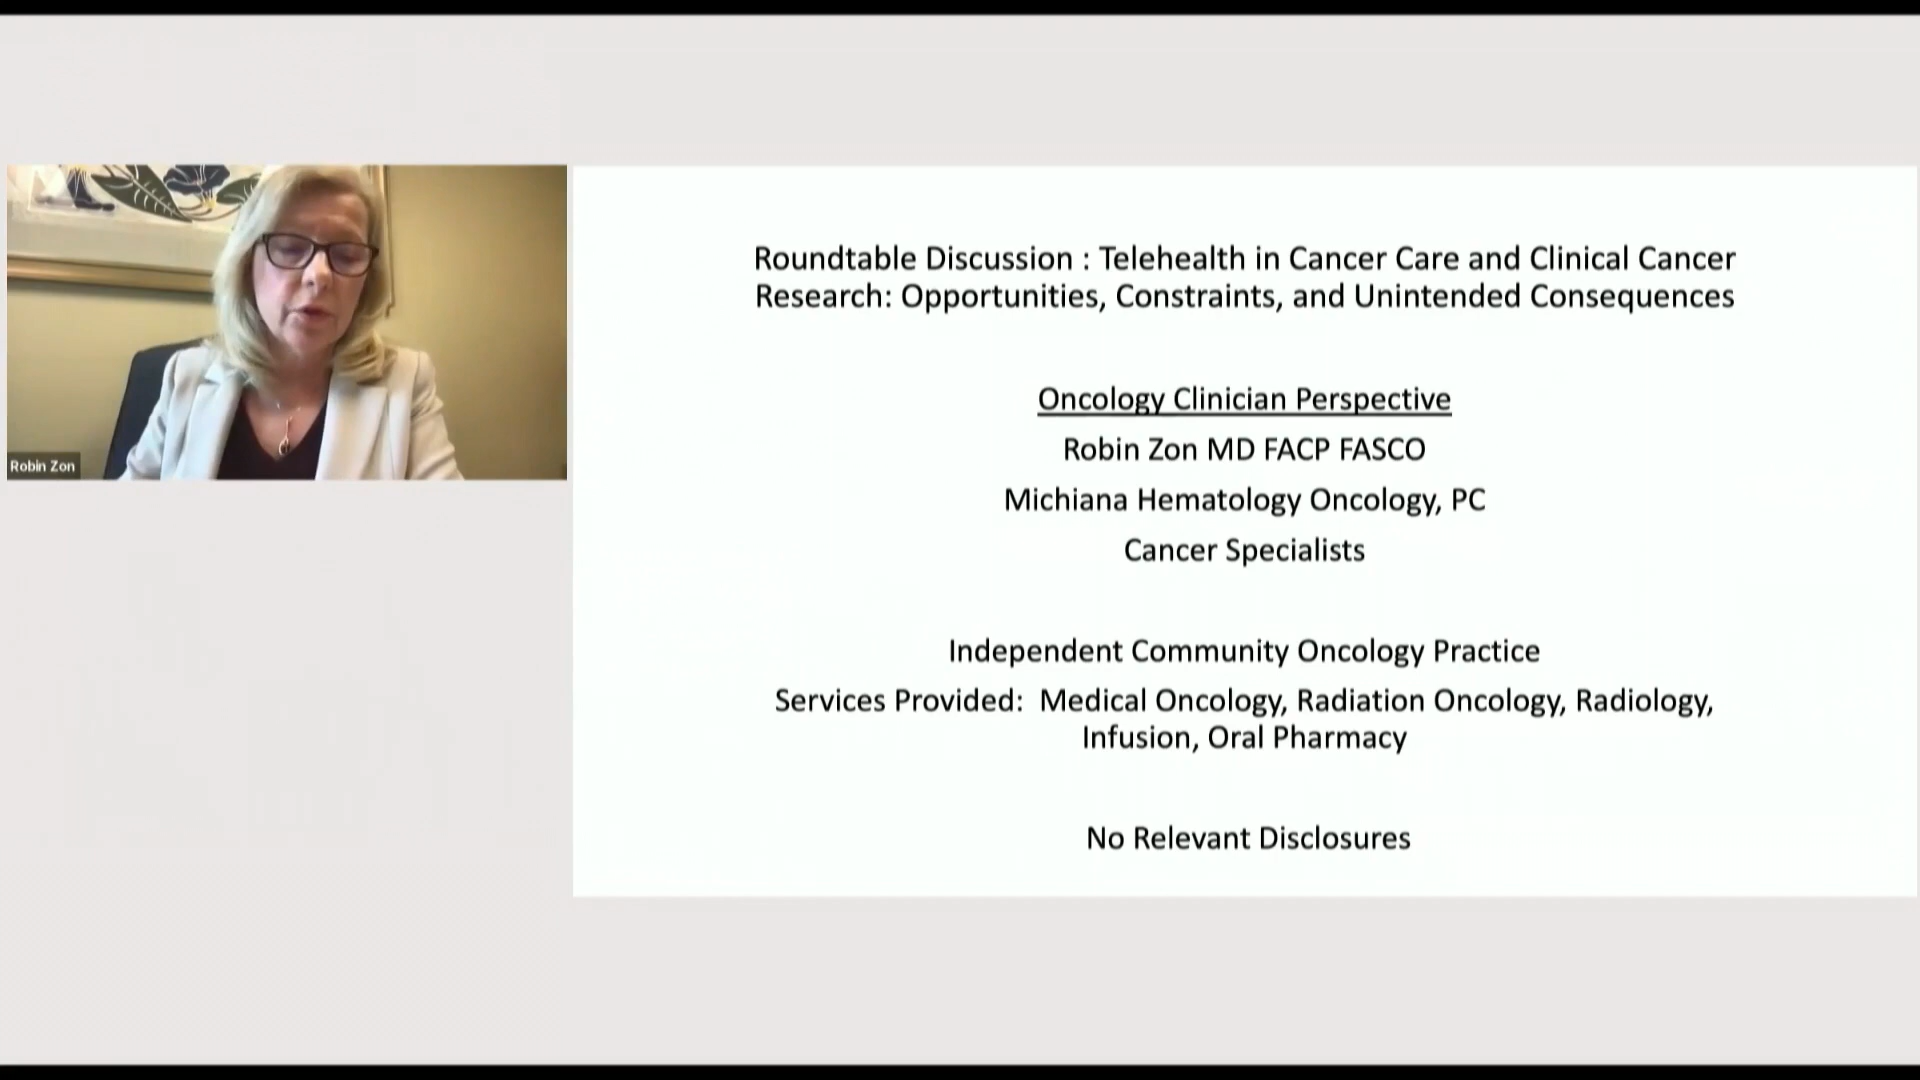 Robin Zon
Roundtable Discussion : Telehealth in Cancer Care and Clinical Cancer
Research: Opportunities, Constraints, and Unintended Consequences
Oncology Clinician Perspective
Robin Zon MD FACP FASCO
Michiana Hematology Oncology, PC
Cancer Specialists
Independent Community Oncology Practice
Services Provided:  Medical Oncology, Radiation Oncology, Radiology,
Infusion, Oral Pharmacy
No Relevant Disclosures